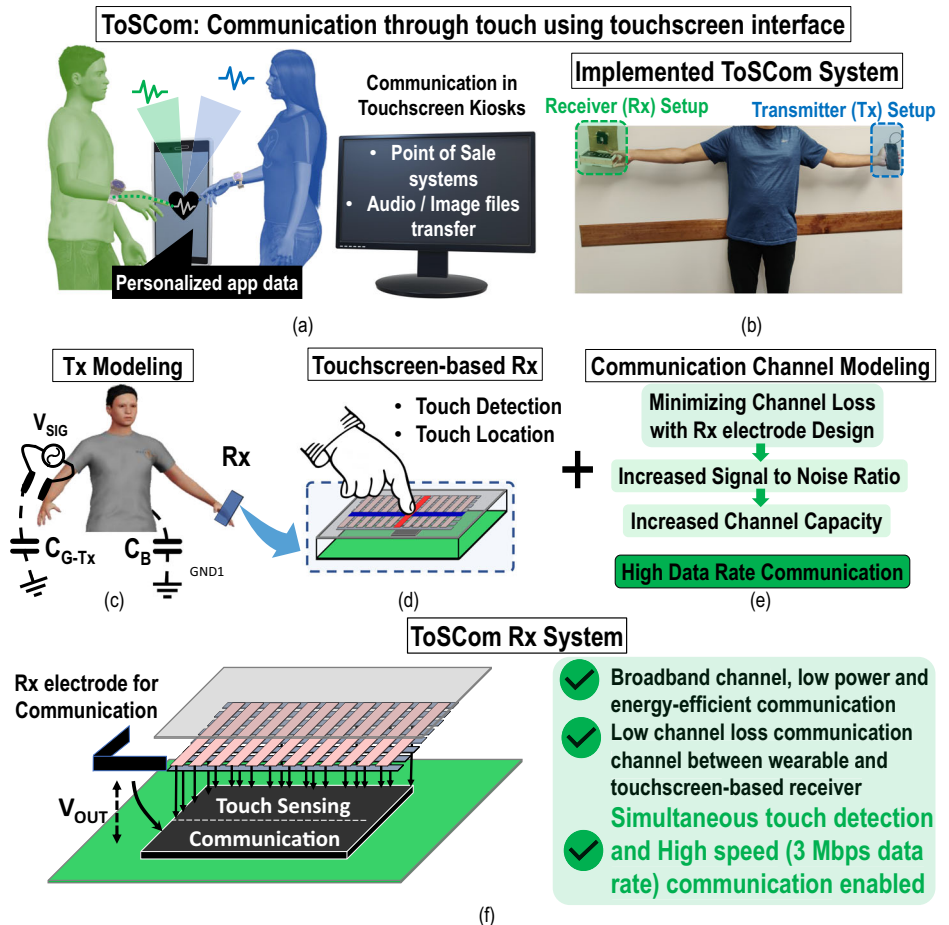 ToSCom: Communication through touch using touchscreen interface
Communication in
Touchscreen Kiosks
• Point of Sale
systems
• Audio / Image files
transfer
Personalized app data
(a)
Implemented ToSCom System
Receiver (Rx) Setup
Transmitter (Tx) Setup
(b)
Tx Modeling
V_SIG
Rx
C_G-Tx
C_B
GND1
(c)
Touchscreen-based Rx
• Touch Detection
• Touch Location
(d)
+
Communication Channel Modeling
Minimizing Channel Loss
with Rx electrode Design
Increased Signal to Noise Ratio
Increased Channel Capacity
High Data Rate Communication
(e)
ToSCom Rx System
Rx electrode for
Communication
V_OUT
Touch Sensing
Communication
Broadband channel, low power and
energy-efficient communication
Low channel loss communication
channel between wearable and
touchscreen-based receiver
Simultaneous touch detection
and High speed (3 Mbps data
rate) communication enabled
(f)